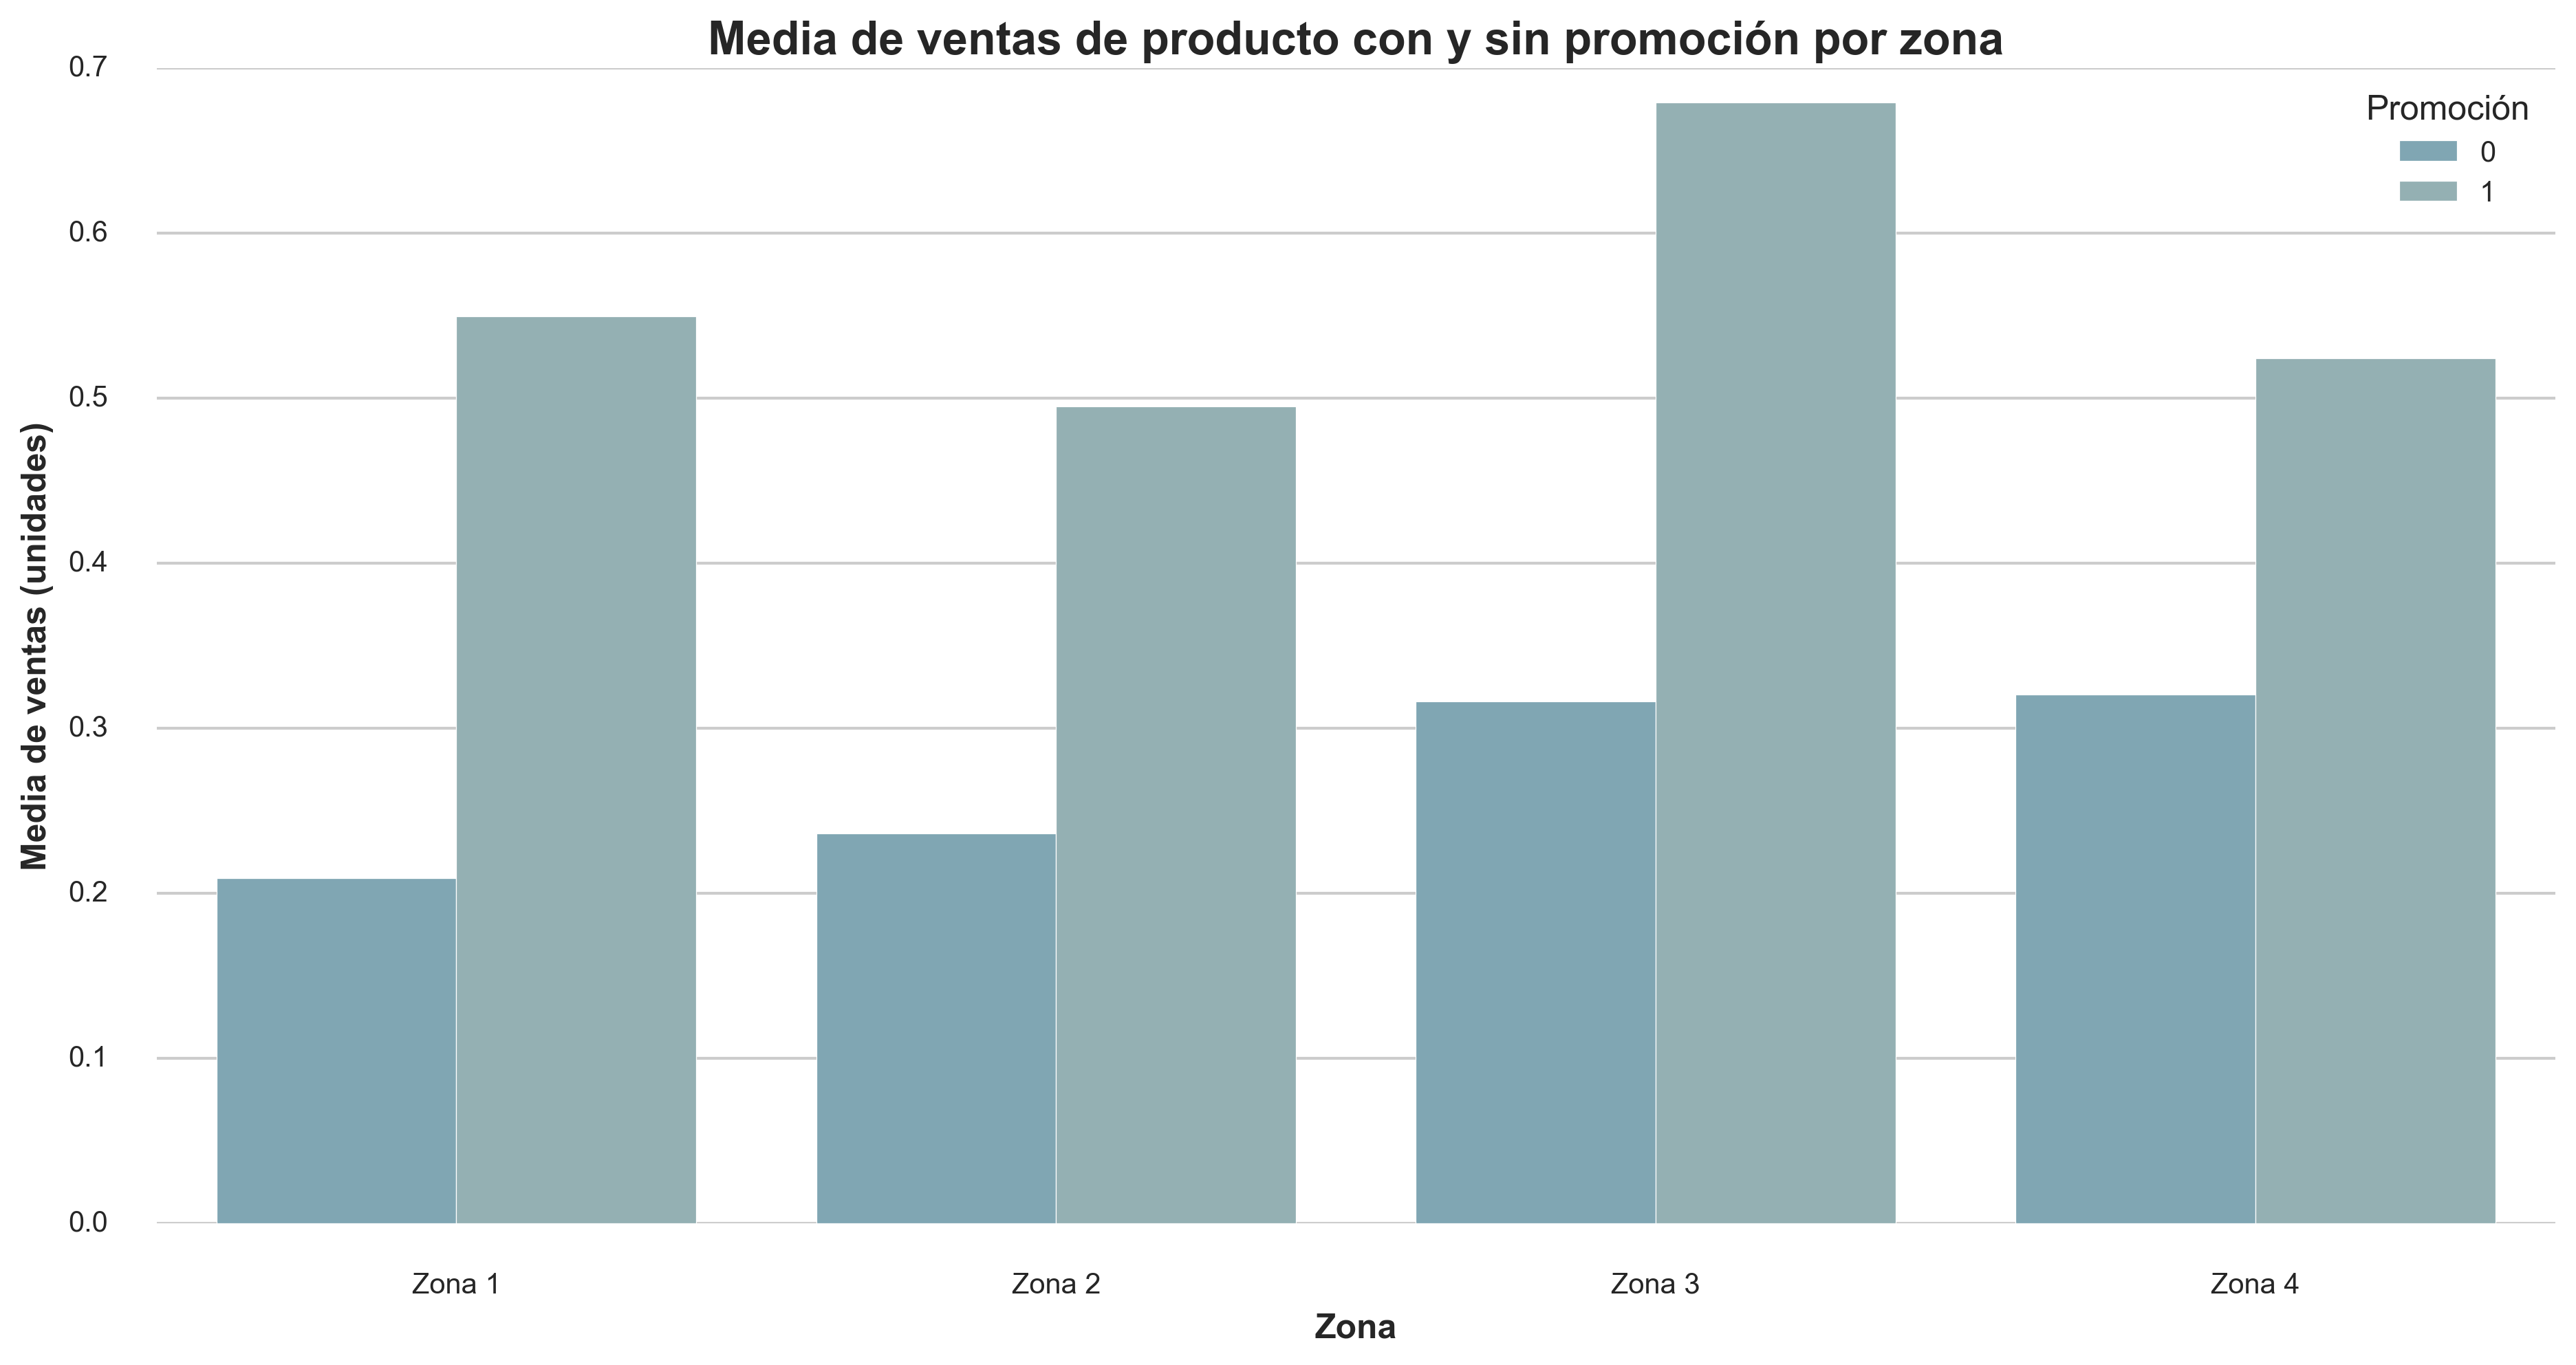 Media de ventas de producto con y sin promoción por zona
Promoción
0
1
0.7
0.6
0.5
0.4
0.3
0.2
0.1
0.0
Media de ventas (unidades)
Zona 1
Zona 2
Zona 3
Zona 4
Zona